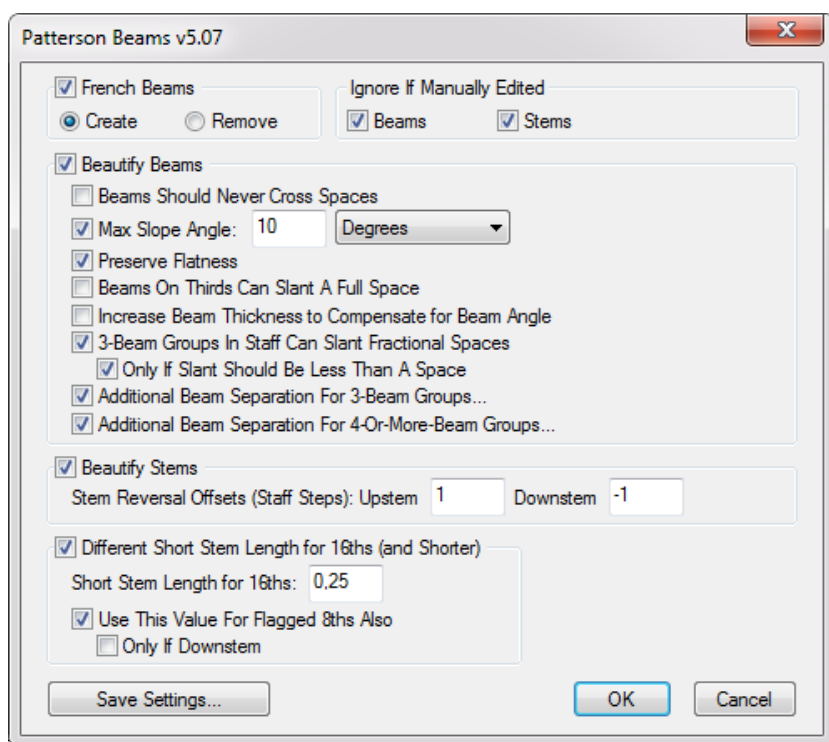 Patterson Beams v5.07
French Beams
Create Remove
Ignore If Manually Edited
Beams Stems
Beautify Beams
Beams Should Never Cross Spaces
Max Slope Angle: 10 Degrees
Preserve Flatness
Beams On Thirds Can Slant A Full Space
Increase Beam Thickness to Compensate for Beam Angle
3-Beam Groups In Staff Can Slant Fractional Spaces
Only If Slant Should Be Less Than A Space
Additional Beam Separation For 3-Beam Groups...
Additional Beam Separation For 4-Or-More-Beam Groups...
Beautify Stems
Stem Reversal Offsets (Staff Steps): Upstem 1 Downstem -1
Different Short Stem Length for 16ths (and Shorter)
Short Stem Length for 16ths: 0,25
Use This Value For Flagged 8ths Also
Only If Downstem
Save Settings... OK Cancel